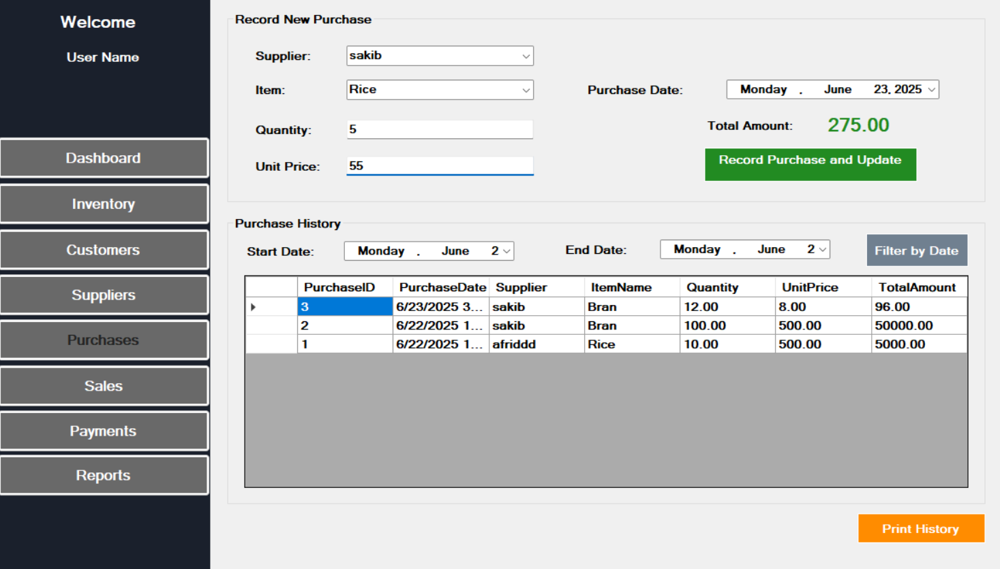 Welcome
User Name
Dashboard
Inventory
Customers
Suppliers
Purchases
Sales
Payments
Reports
Record New Purchase
Supplier: sakib
Item: Rice
Purchase Date: Monday . June 23, 2025
Quantity: 5
Total Amount: 275.00
Unit Price: 55
Record Purchase and Update
Purchase History
Start Date: Monday . June 2
End Date: Monday . June 2
Filter by Date
PurchaseID PurchaseDate Supplier ItemName Quantity UnitPrice TotalAmount
3 6/23/2025 3... sakib Bran 12.00 8.00 96.00
2 6/22/2025 1... sakib Bran 100.00 500.00 50000.00
1 6/22/2025 1... afriddd Rice 10.00 500.00 5000.00
Print History